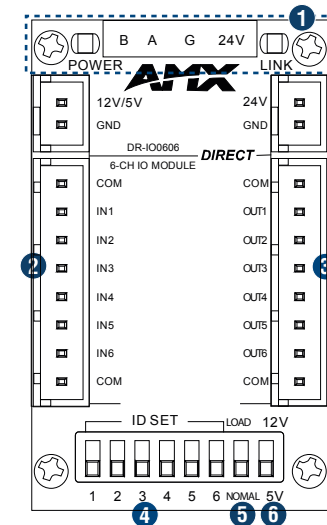 1
B A G 24V
POWER LINK
AMX
12V/5V 24V
GND GND
DR-IO0606 DIRECT
6-CH IO MODULE
COM COM
IN1 OUT1
IN2 OUT2
2 IN3 OUT3 3
IN4 OUT4
IN5 OUT5
IN6 OUT6
COM COM
ID SET LOAD 12V
1 2 3 4 5 6 NOMAL 5V
4 5 6